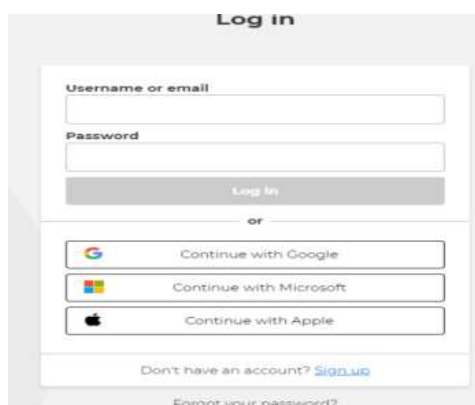 Log in
Username or email
Password
Log in
or
Continue with Google
Continue with Microsoft
Continue with Apple
Don't have an account? Sign up
Forgot your password?